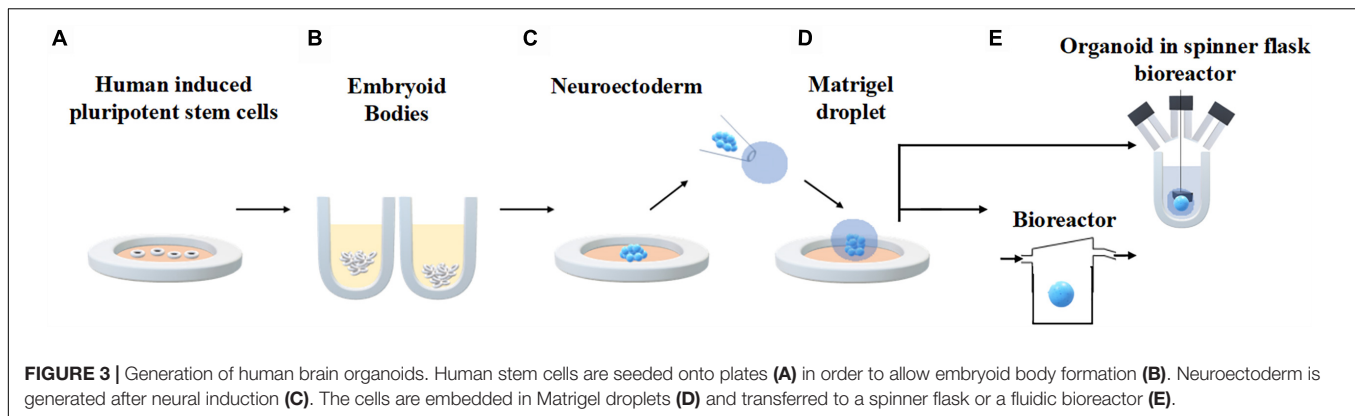 A
Human induced
pluripotent stem cells
B
Embryoid
Bodies
C
Neuroectoderm
D
Matrigel
droplet
E
Organoid in spinner flask
bioreactor
Bioreactor
FIGURE 3 | Generation of human brain organoids. Human stem cells are seeded onto plates (A) in order to allow embryoid body formation (B). Neuroectoderm is
generated after neural induction (C). The cells are embedded in Matrigel droplets (D) and transferred to a spinner flask or a fluidic bioreactor (E).